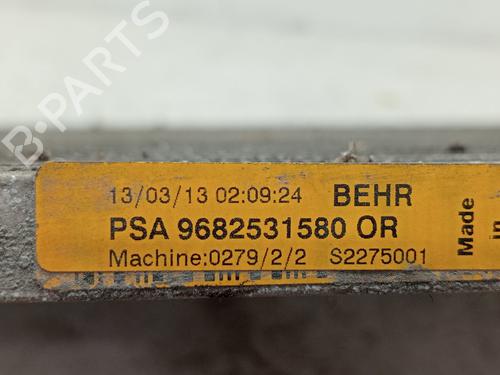 13/03/13 02:09:24 BEHR
PSA 9682531580 OR
Machine:0279/2/2 S2275001
Made
in
B-PARTS